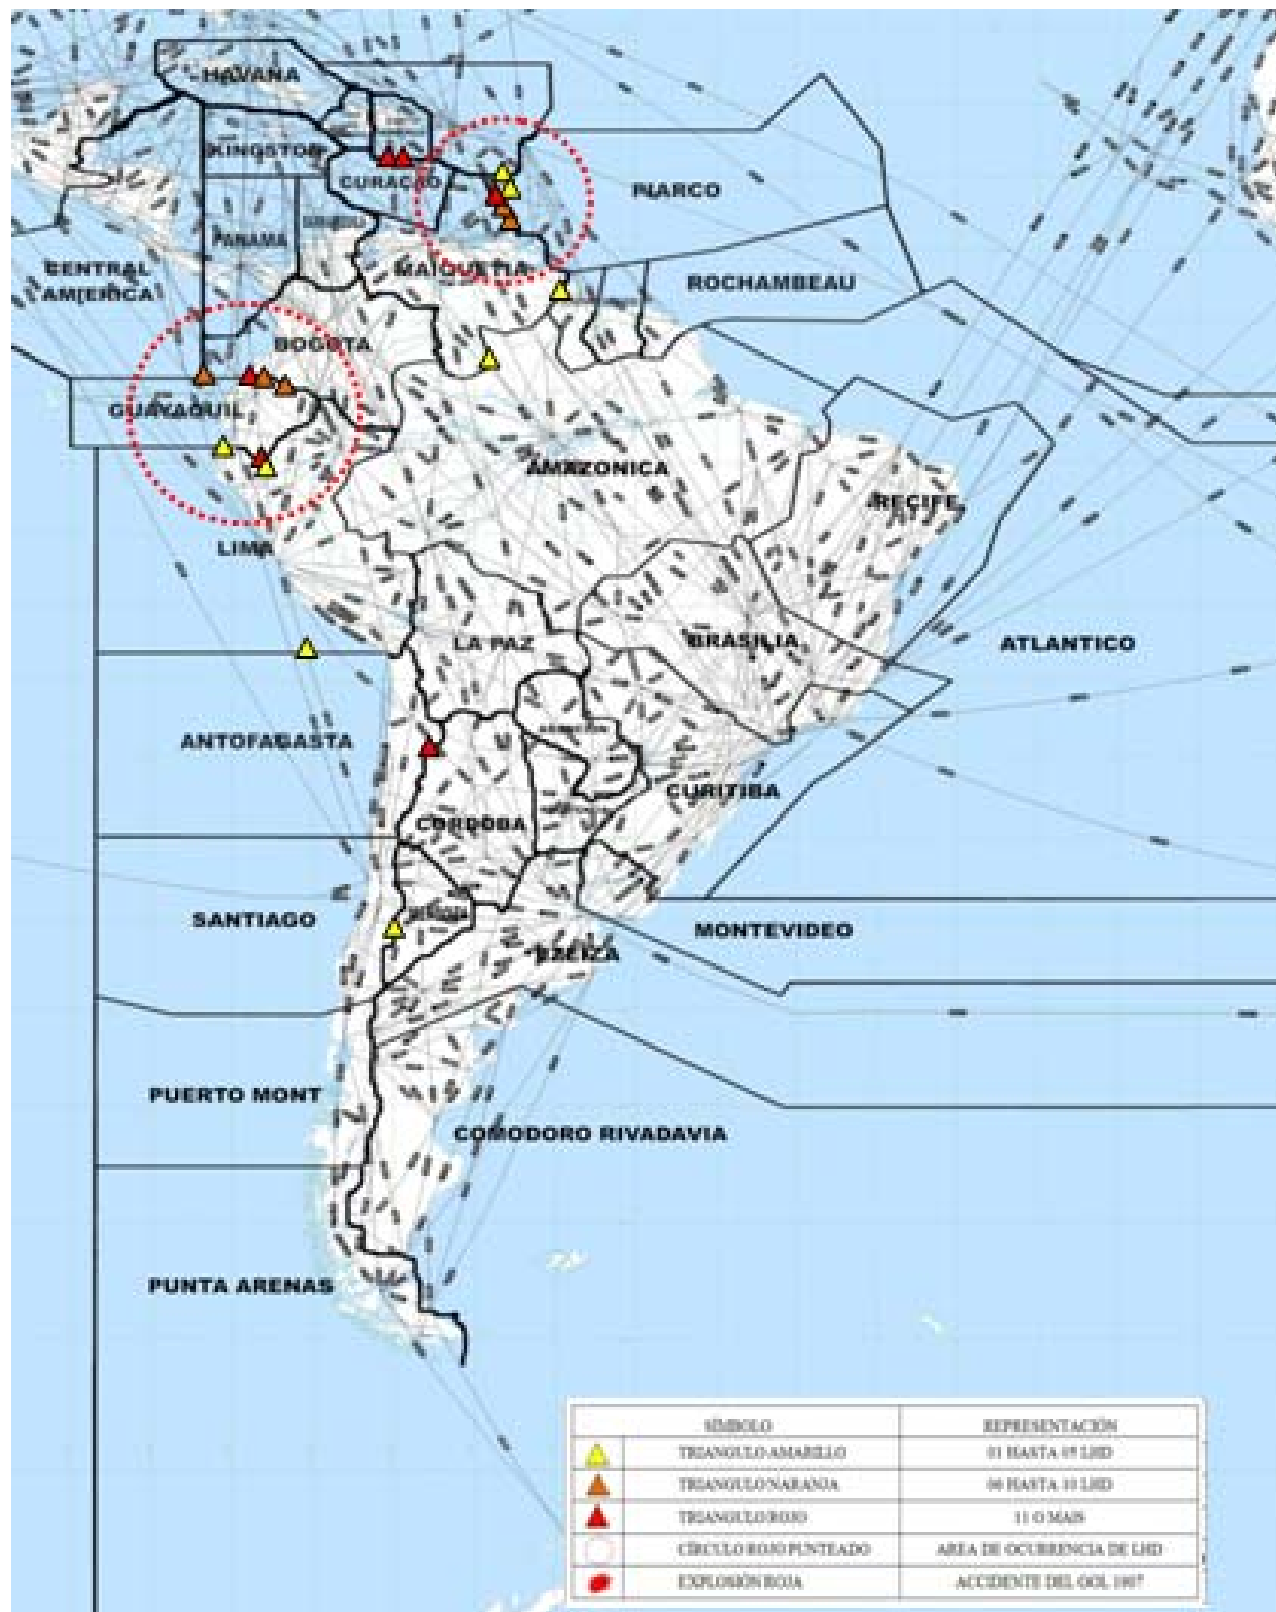 HAVANA
KINGSTON
CURACAO
PIARCO
PANAMA
CENTRAL
AMERICA
MAIQUETIA
ROCHAMBEAU
BOGOTA
GUAYAQUIL
AMAZONICA
RECIFE
LIMA
LA PAZ
BRASILIA
ATLANTICO
ANTOFAGASTA
CURITIBA
CORDOBA
SANTIAGO
MONTEVIDEO
EZEIZA
PUERTO MONT
COMODORO RIVADAVIA
PUNTA ARENAS
SÍMBOLO REPRESENTACIÓN
TRIANGULO AMARILLO 01 HASTA 05 LHD
TRIANGULO NARANJA 06 HASTA 10 LHD
TRIANGULO ROJO 11 O MAIS
CÍRCULO ROJO PUNTEADO AREA DE OCURRENCIA DE LHD
EXPLOSIÓN ROJA ACCIDENTE DEL GOL 1907